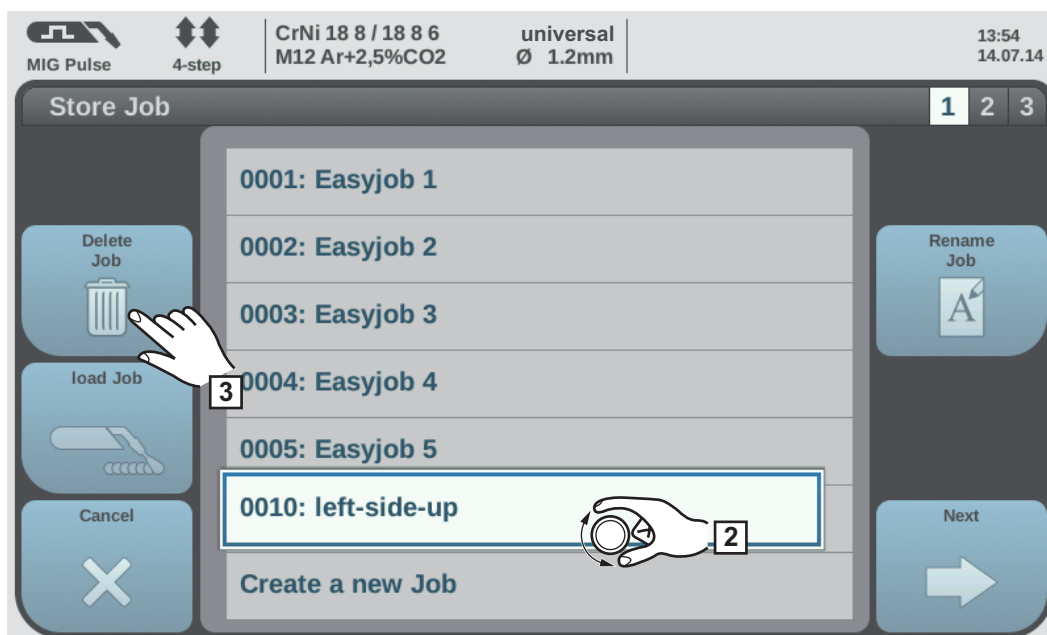 MIG Pulse
4-step
CrNi 18 8 / 18 8 6
M12 Ar+2,5%CO2
universal
Ø 1.2mm
13:54
14.07.14
Store Job
1 2 3
0001: Easyjob 1
0002: Easyjob 2
0003: Easyjob 3
0004: Easyjob 4
0005: Easyjob 5
0010: left-side-up
Create a new Job
Delete
Job
3
load Job
Cancel
2
Rename
Job
A
Next